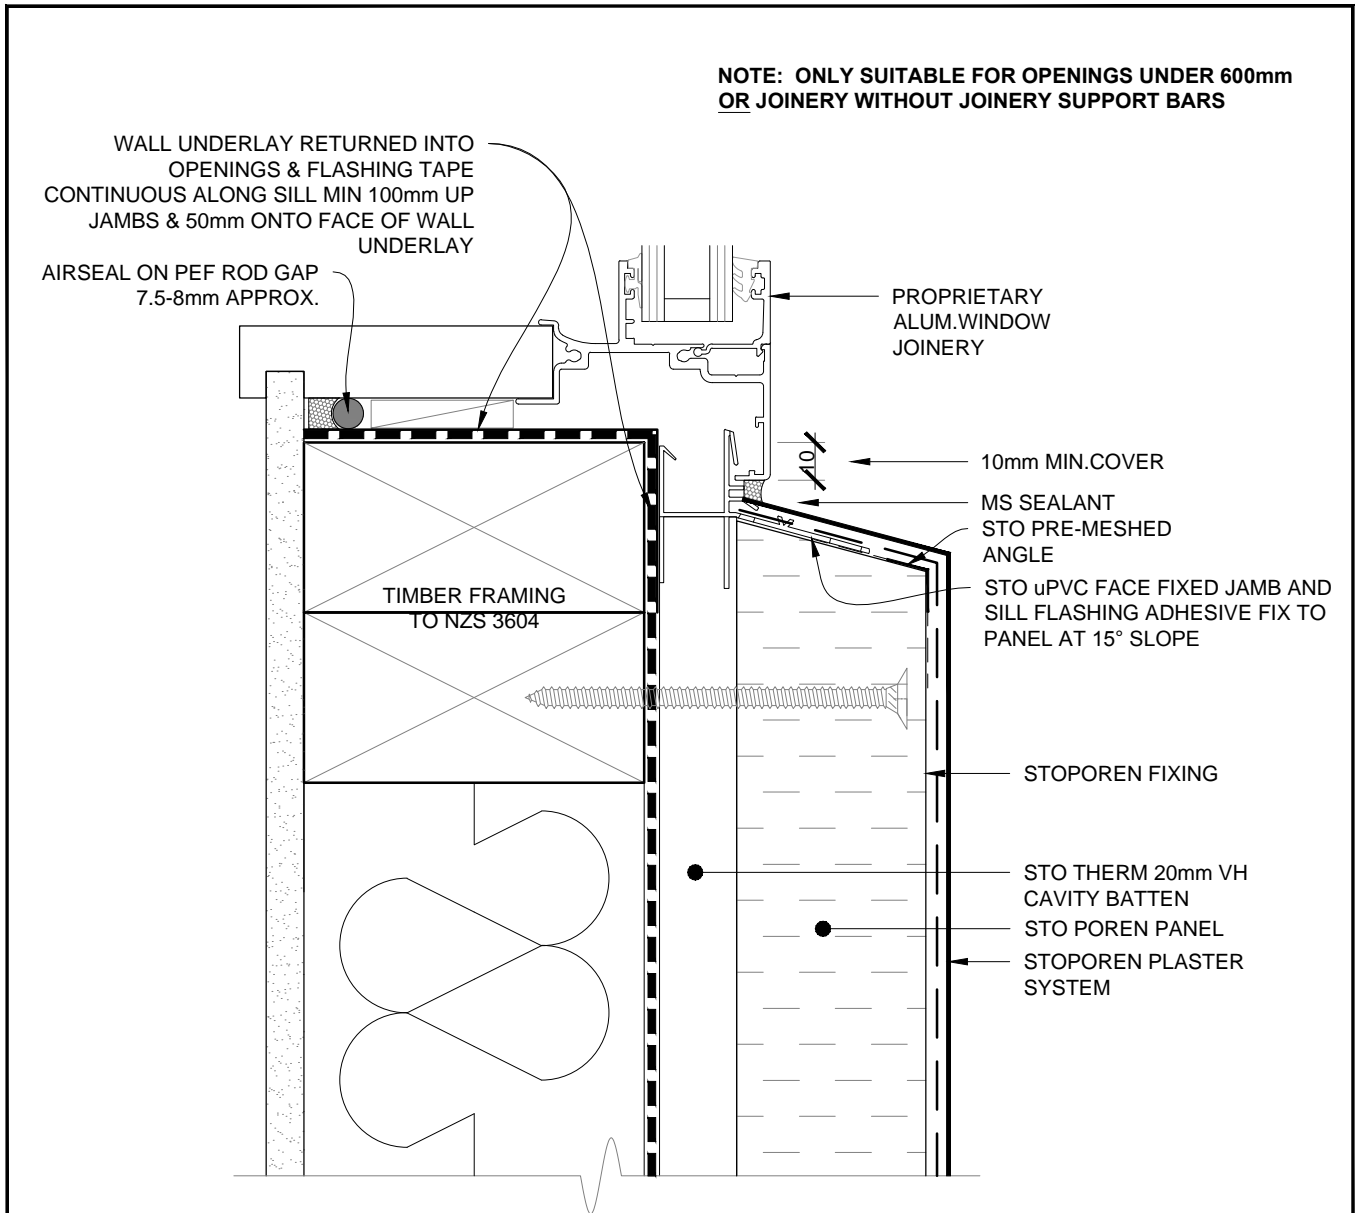 NOTE: ONLY SUITABLE FOR OPENINGS UNDER 600mm
OR JOINERY WITHOUT JOINERY SUPPORT BARS
WALL UNDERLAY RETURNED INTO
OPENINGS & FLASHING TAPE
CONTINUOUS ALONG SILL MIN 100mm UP
JAMBS & 50mm ONTO FACE OF WALL
UNDERLAY
AIRSEAL ON PEF ROD GAP
7.5-8mm APPROX.
PROPRIETARY
ALUM.WINDOW
JOINERY
10
10mm MIN.COVER
MS SEALANT
STO PRE-MESHED
ANGLE
STO uPVC FACE FIXED JAMB AND
SILL FLASHING ADHESIVE FIX TO
PANEL AT 15° SLOPE
TIMBER FRAMING
TO NZS 3604
STOPOREN FIXING
STO THERM 20mm VH
CAVITY BATTEN
STO POREN PANEL
STOPOREN PLASTER
SYSTEM